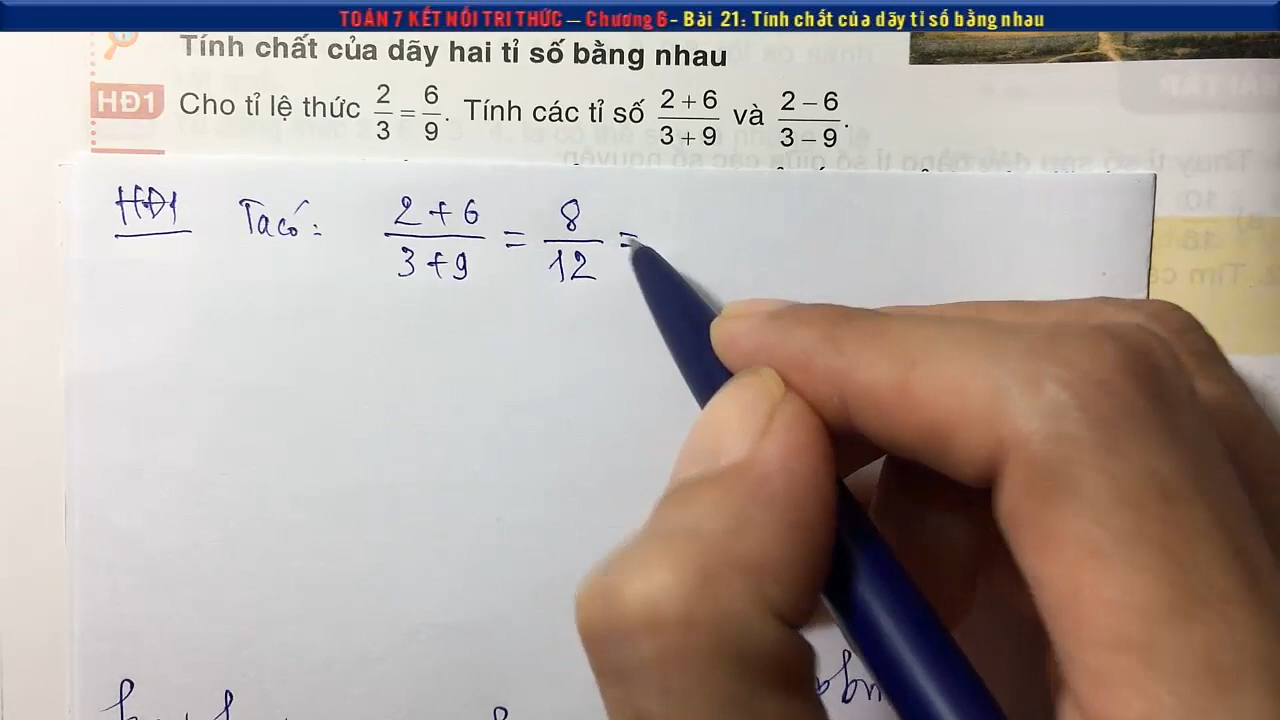 TOÁN 7 KẾT NỐI TRI THỨC – Chương 6 - Bài 21: Tính chất của dãy tỉ số bằng nhau
Tính chất của dãy hai tỉ số bằng nhau
HĐ1 Cho tỉ lệ thức 2/3 = 6/9. Tính các tỉ số (2 + 6)/(3 + 9) và (2 − 6)/(3 − 9).
HĐ1 Ta có: (2 + 6)/(3 + 9) = 8/12 =